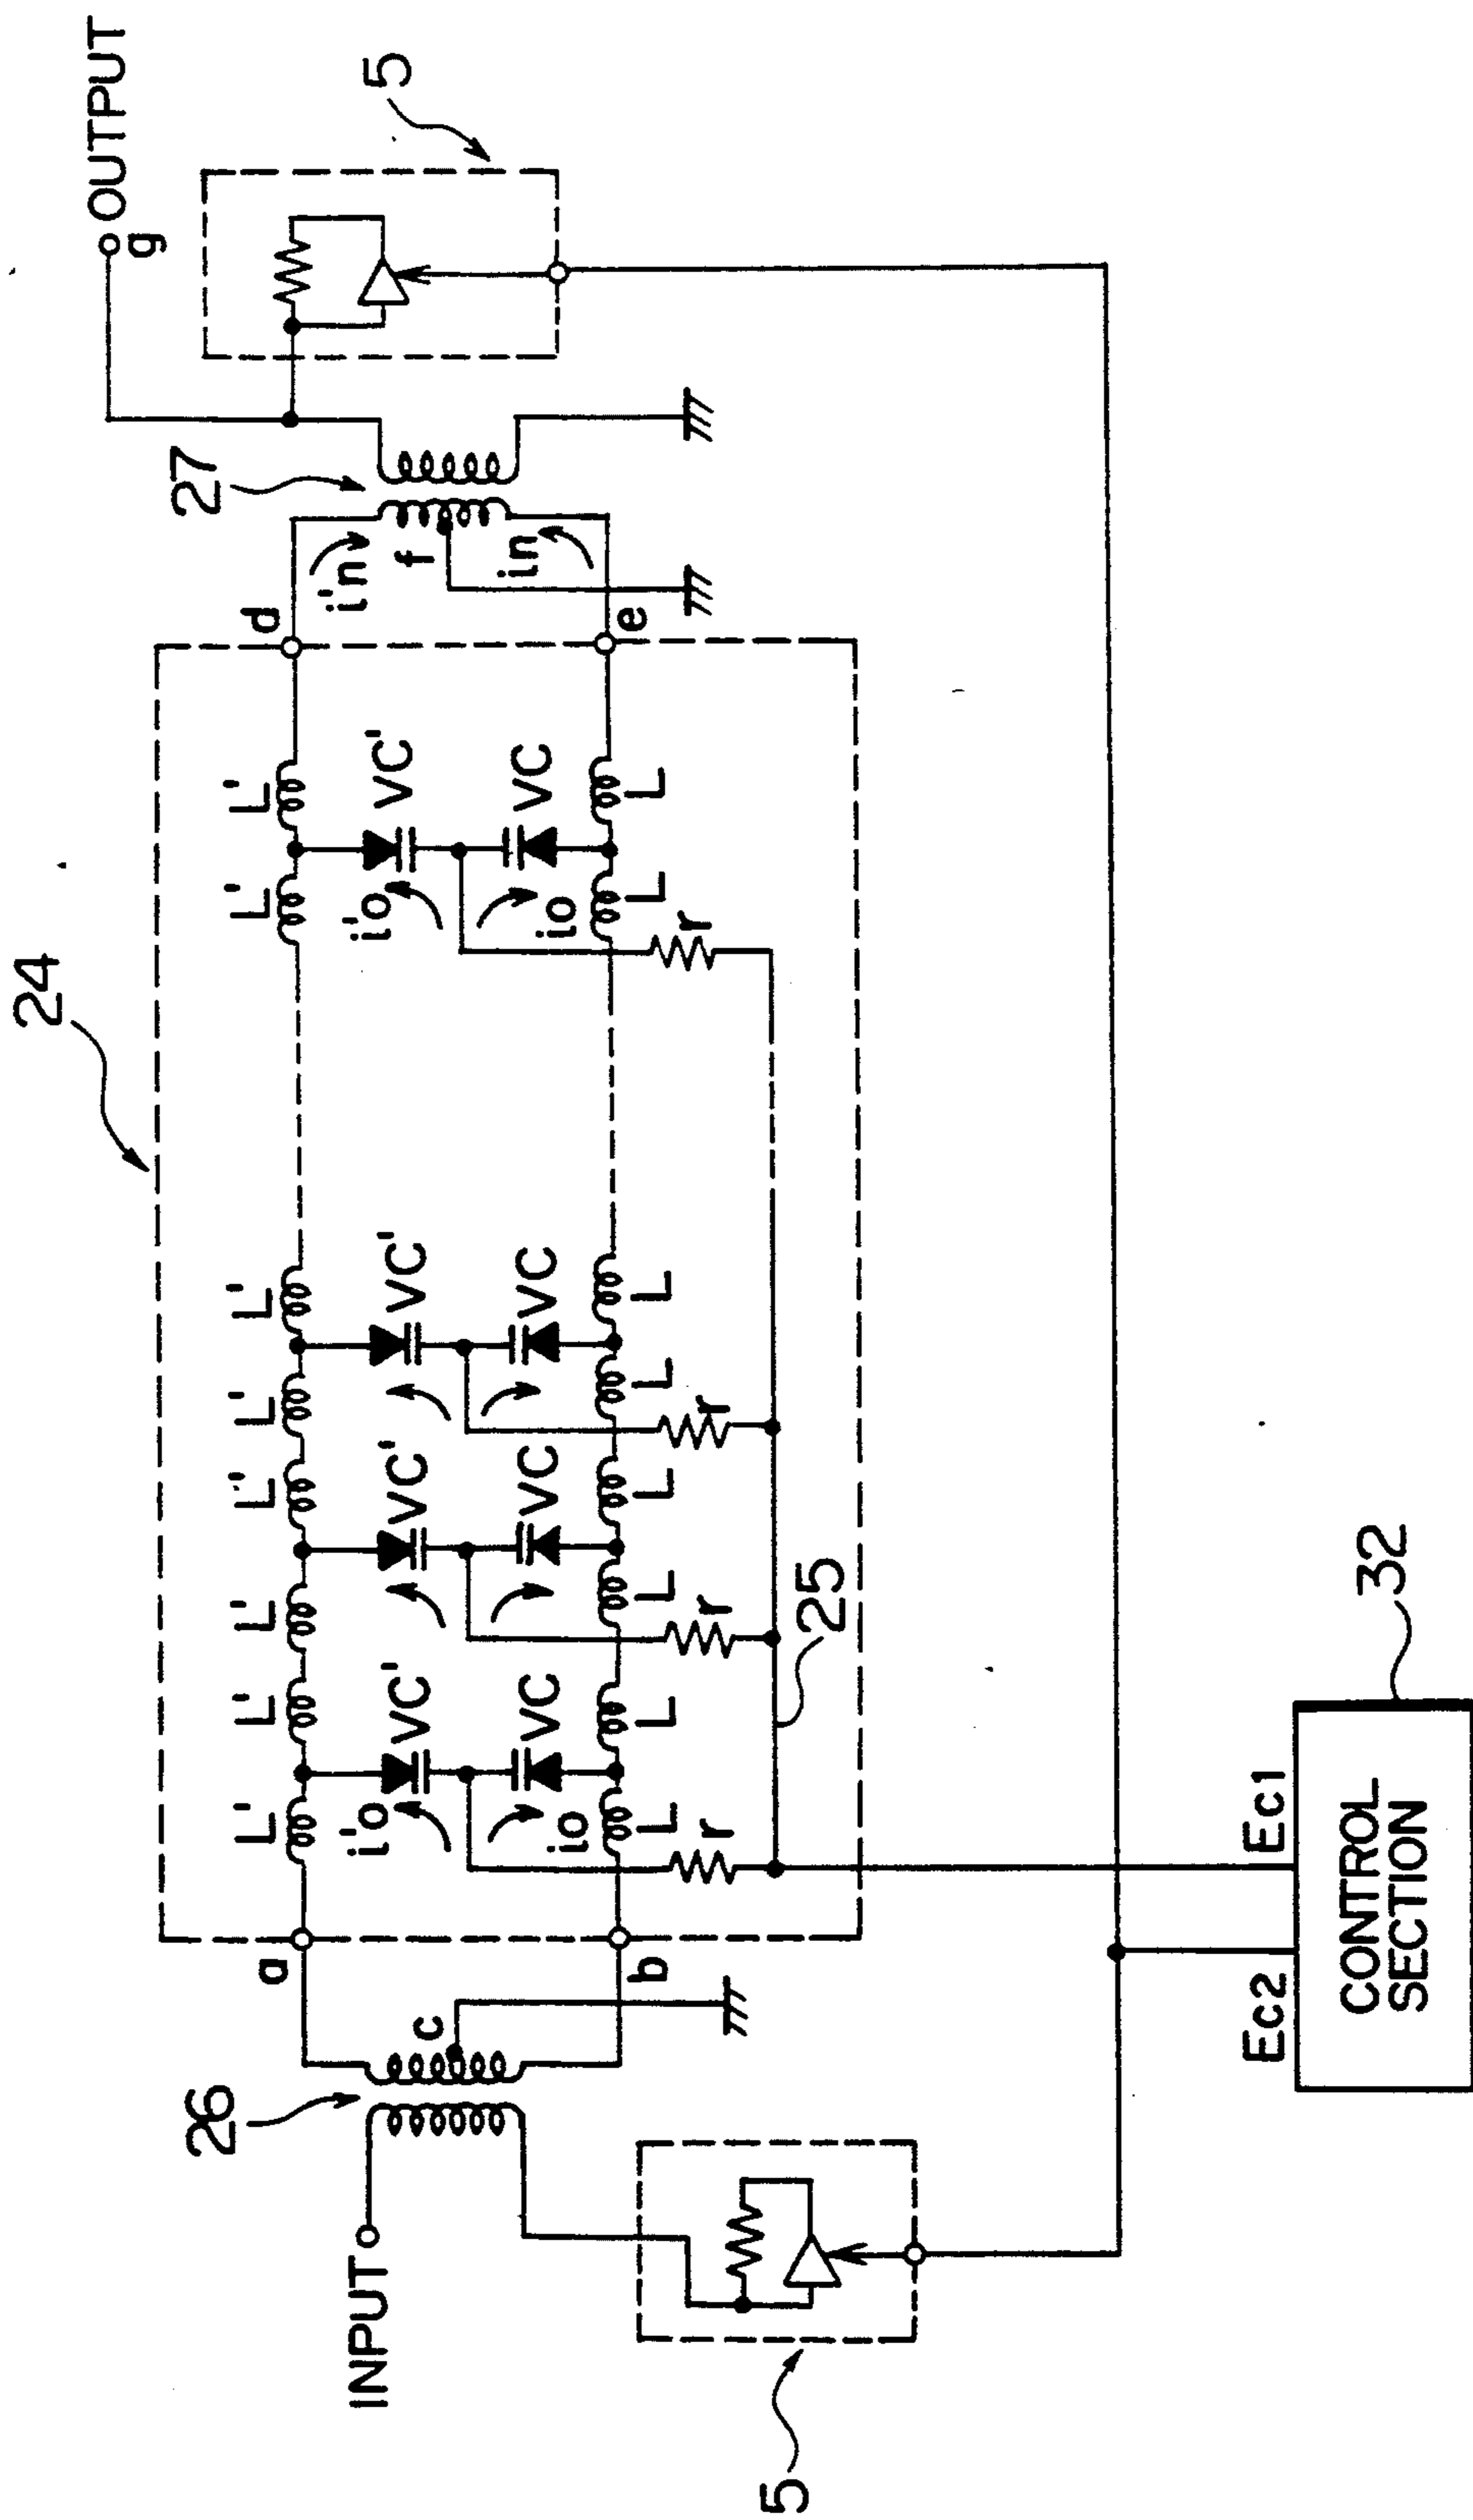 24
26
27
5
OUTPUT
g
INPUT
a
c
b
d
f
e
L'
L'
L'
L'
L'
L'
L'
L'
VC'
VC'
VC'
VC'
i'o
i'o
i'n
VC
VC
VC
VC
io
io
in
L
L
L
L
L
L
L
L
r
r
r
r
25
5
Ec2
Ec1
CONTROL
SECTION
32